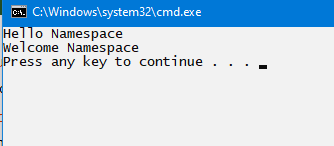 C:\Windows\system32\cmd.exe
Hello Namespace
Welcome Namespace
Press any key to continue . . .